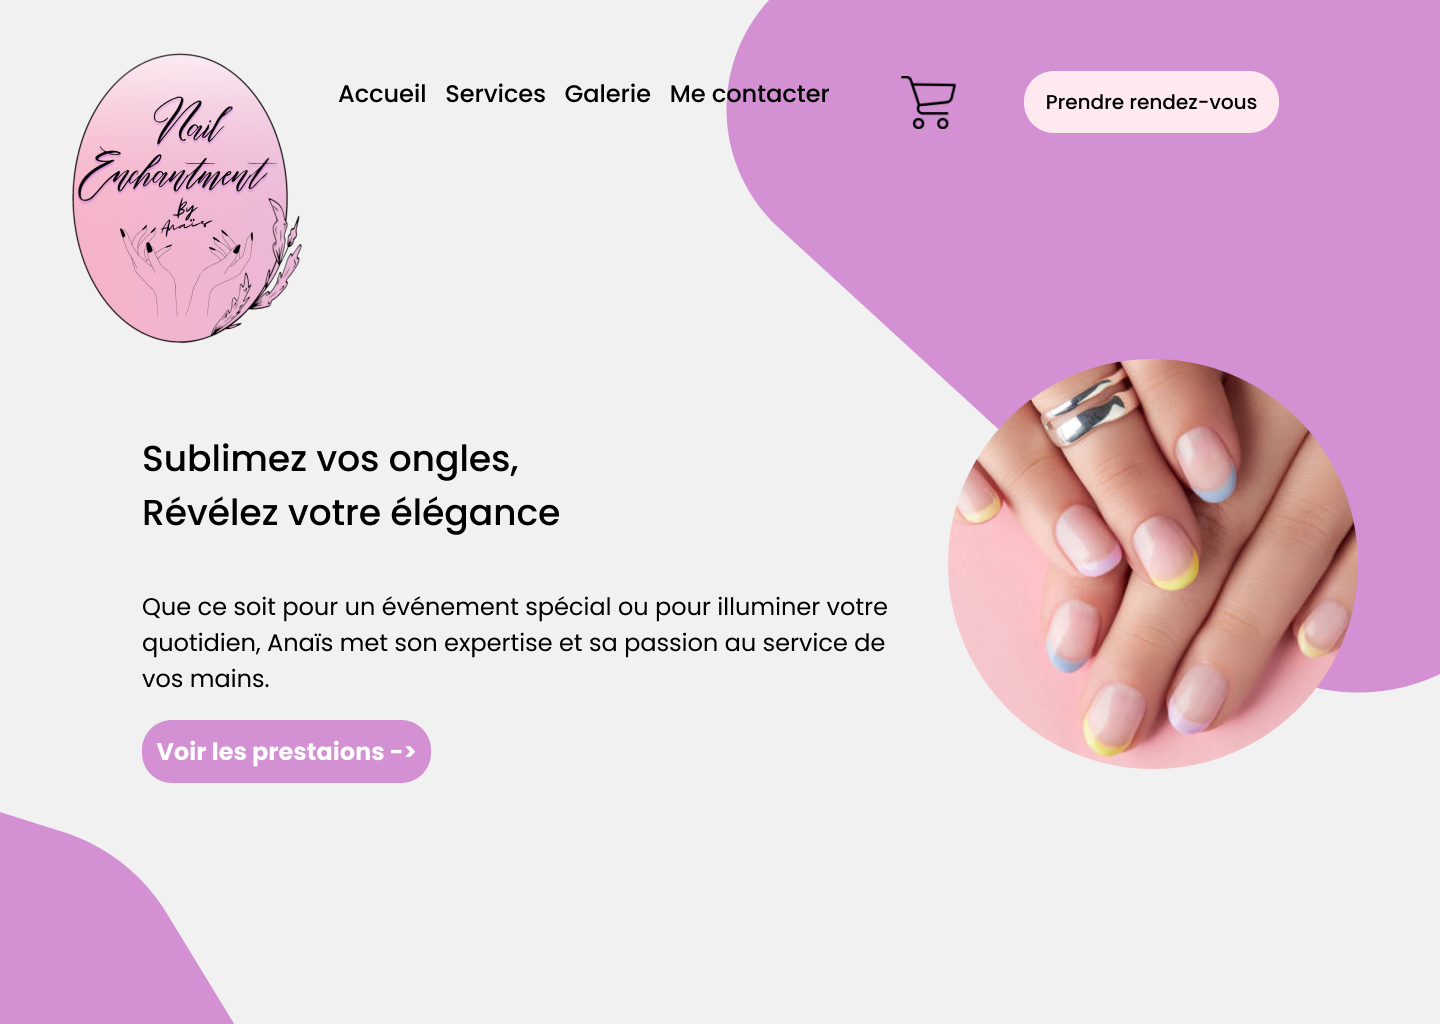 Nail
Enchantment
By
Anaïs
Accueil Services Galerie Me contacter
Prendre rendez-vous
Sublimez vos ongles,
Révélez votre élégance
Que ce soit pour un événement spécial ou pour illuminer votre
quotidien, Anaïs met son expertise et sa passion au service de
vos mains.
Voir les prestaions ->